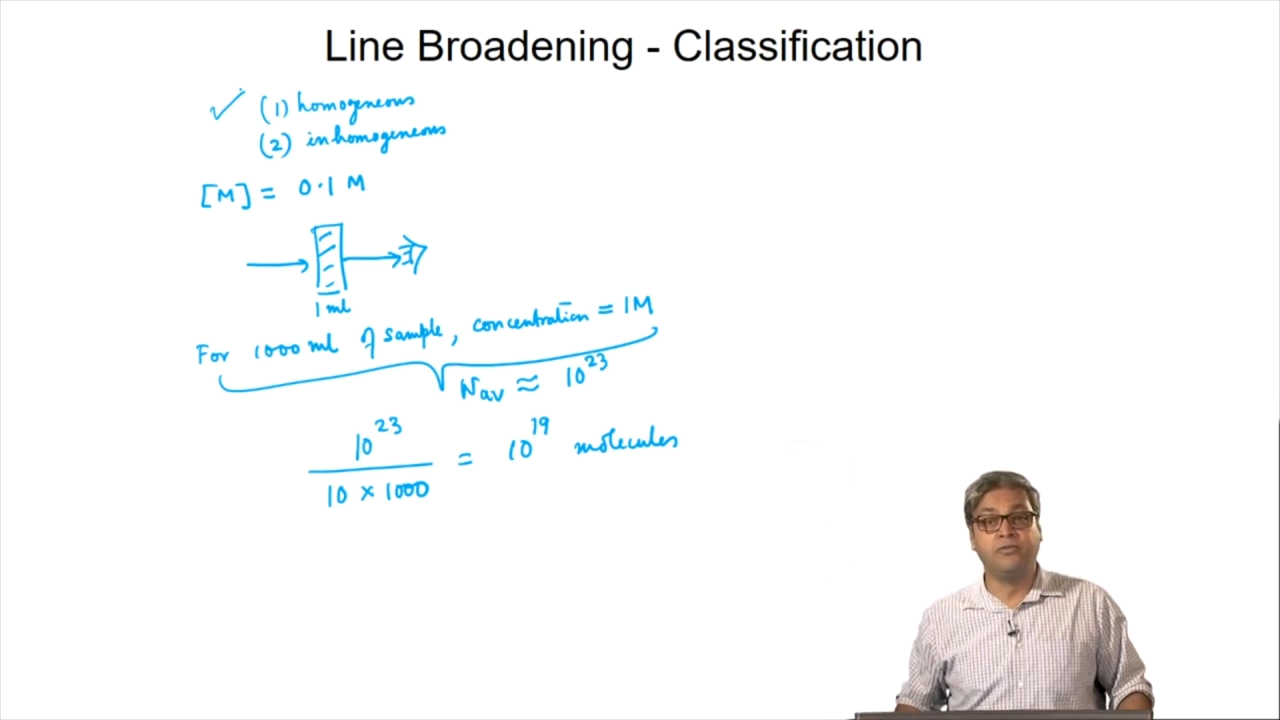 Line Broadening - Classification
(1) homogeneous
(2) inhomogeneous
[M] = 0.1 M
1 ml
For 1000 ml of sample, concentration = 1M
Nav ≈ 10^23
10^23
10 × 1000
= 10^19 molecules